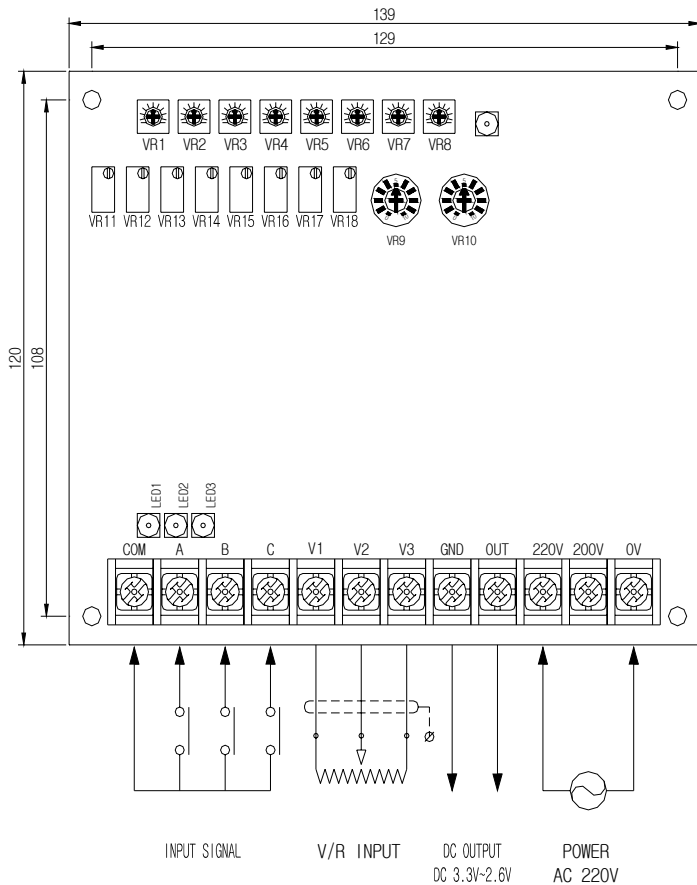 139
129
VR1 VR2 VR3 VR4 VR5 VR6 VR7 VR8
VR11 VR12 VR13 VR14 VR15 VR16 VR17 VR18
VR9 VR10
120
108
LED1 LED2 LED3
COM A B C V1 V2 V3 GND OUT 220V 200V 0V
INPUT SIGNAL V/R INPUT DC OUTPUT POWER
DC 3.3V~2.6V AC 220V